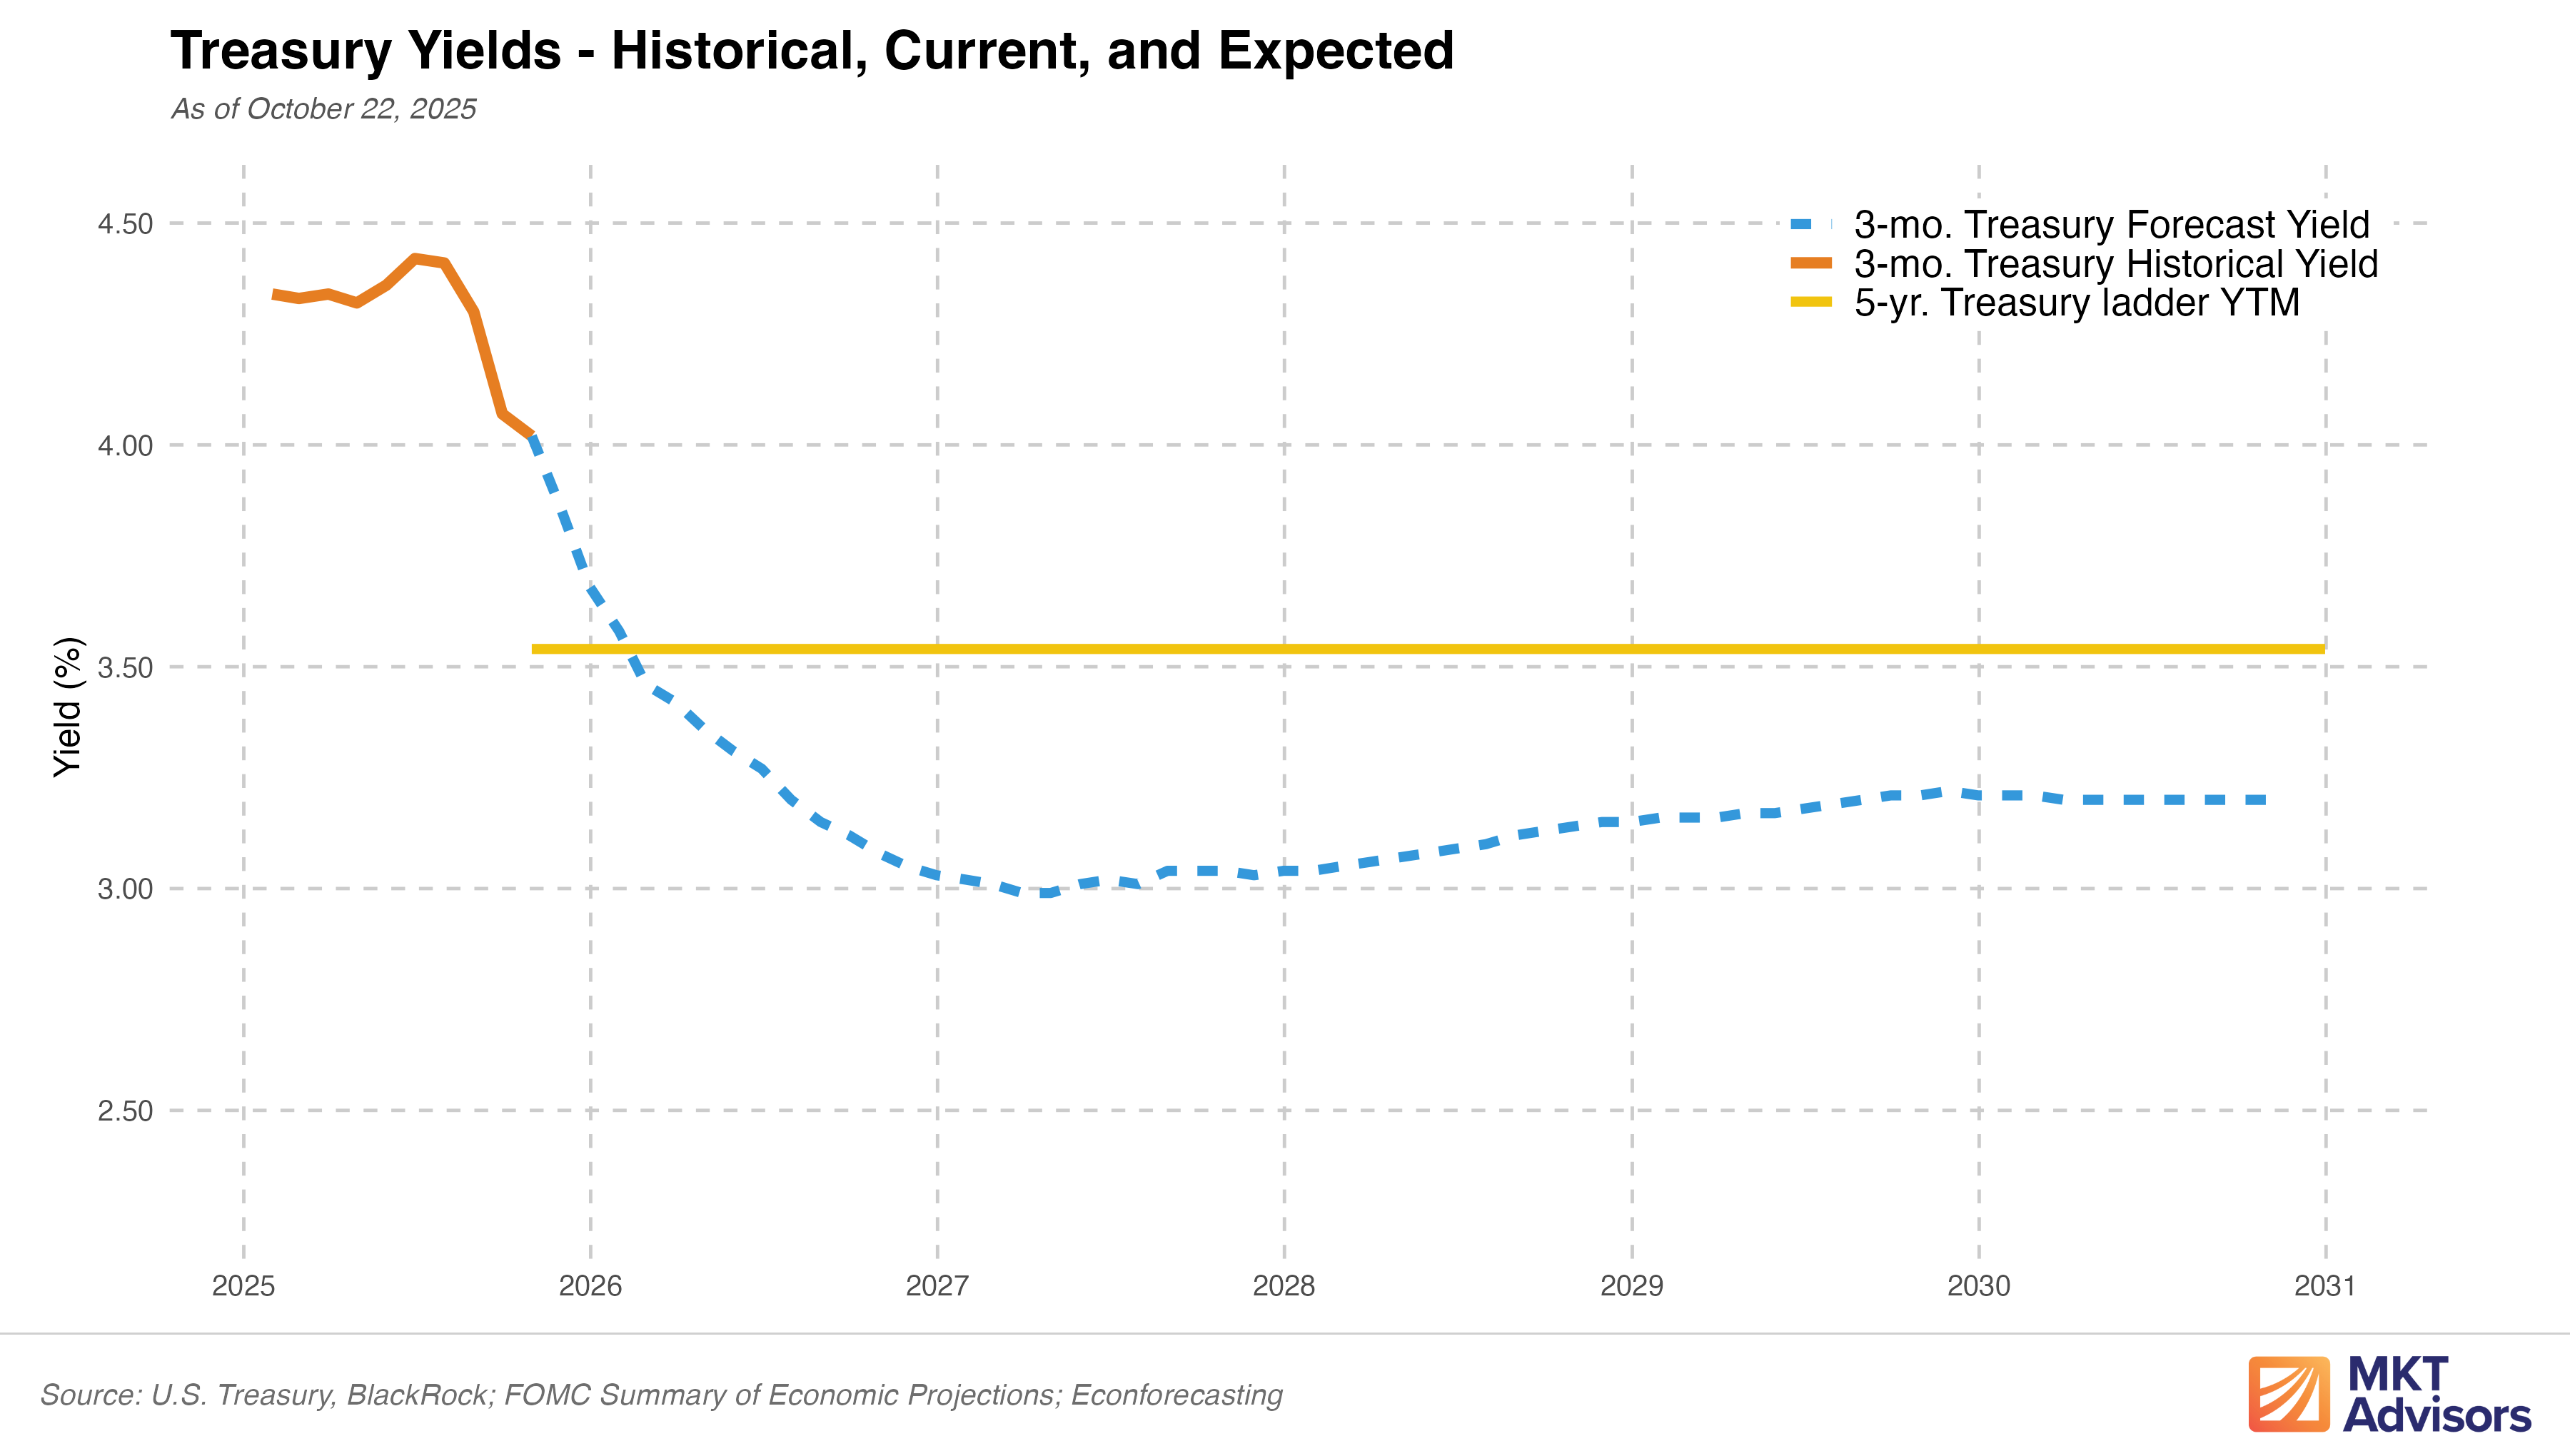 Treasury Yields - Historical, Current, and Expected
As of October 22, 2025
3-mo. Treasury Forecast Yield
3-mo. Treasury Historical Yield
5-yr. Treasury ladder YTM
Yield (%)
4.50
4.00
3.50
3.00
2.50
2025 2026 2027 2028 2029 2030 2031
Source: U.S. Treasury, BlackRock; FOMC Summary of Economic Projections; Econforecasting
MKT
Advisors